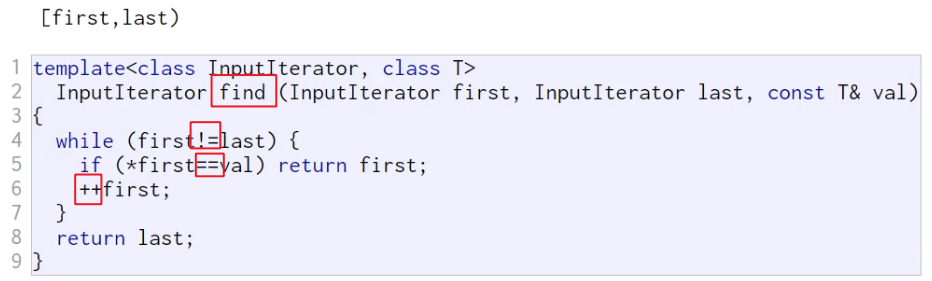 [first,last)
1 template<class InputIterator, class T>
2 InputIterator find (InputIterator first, InputIterator last, const T& val)
3 {
4 while (first!=last) {
5 if (*first==val) return first;
6 ++first;
7 }
8 return last;
9 }